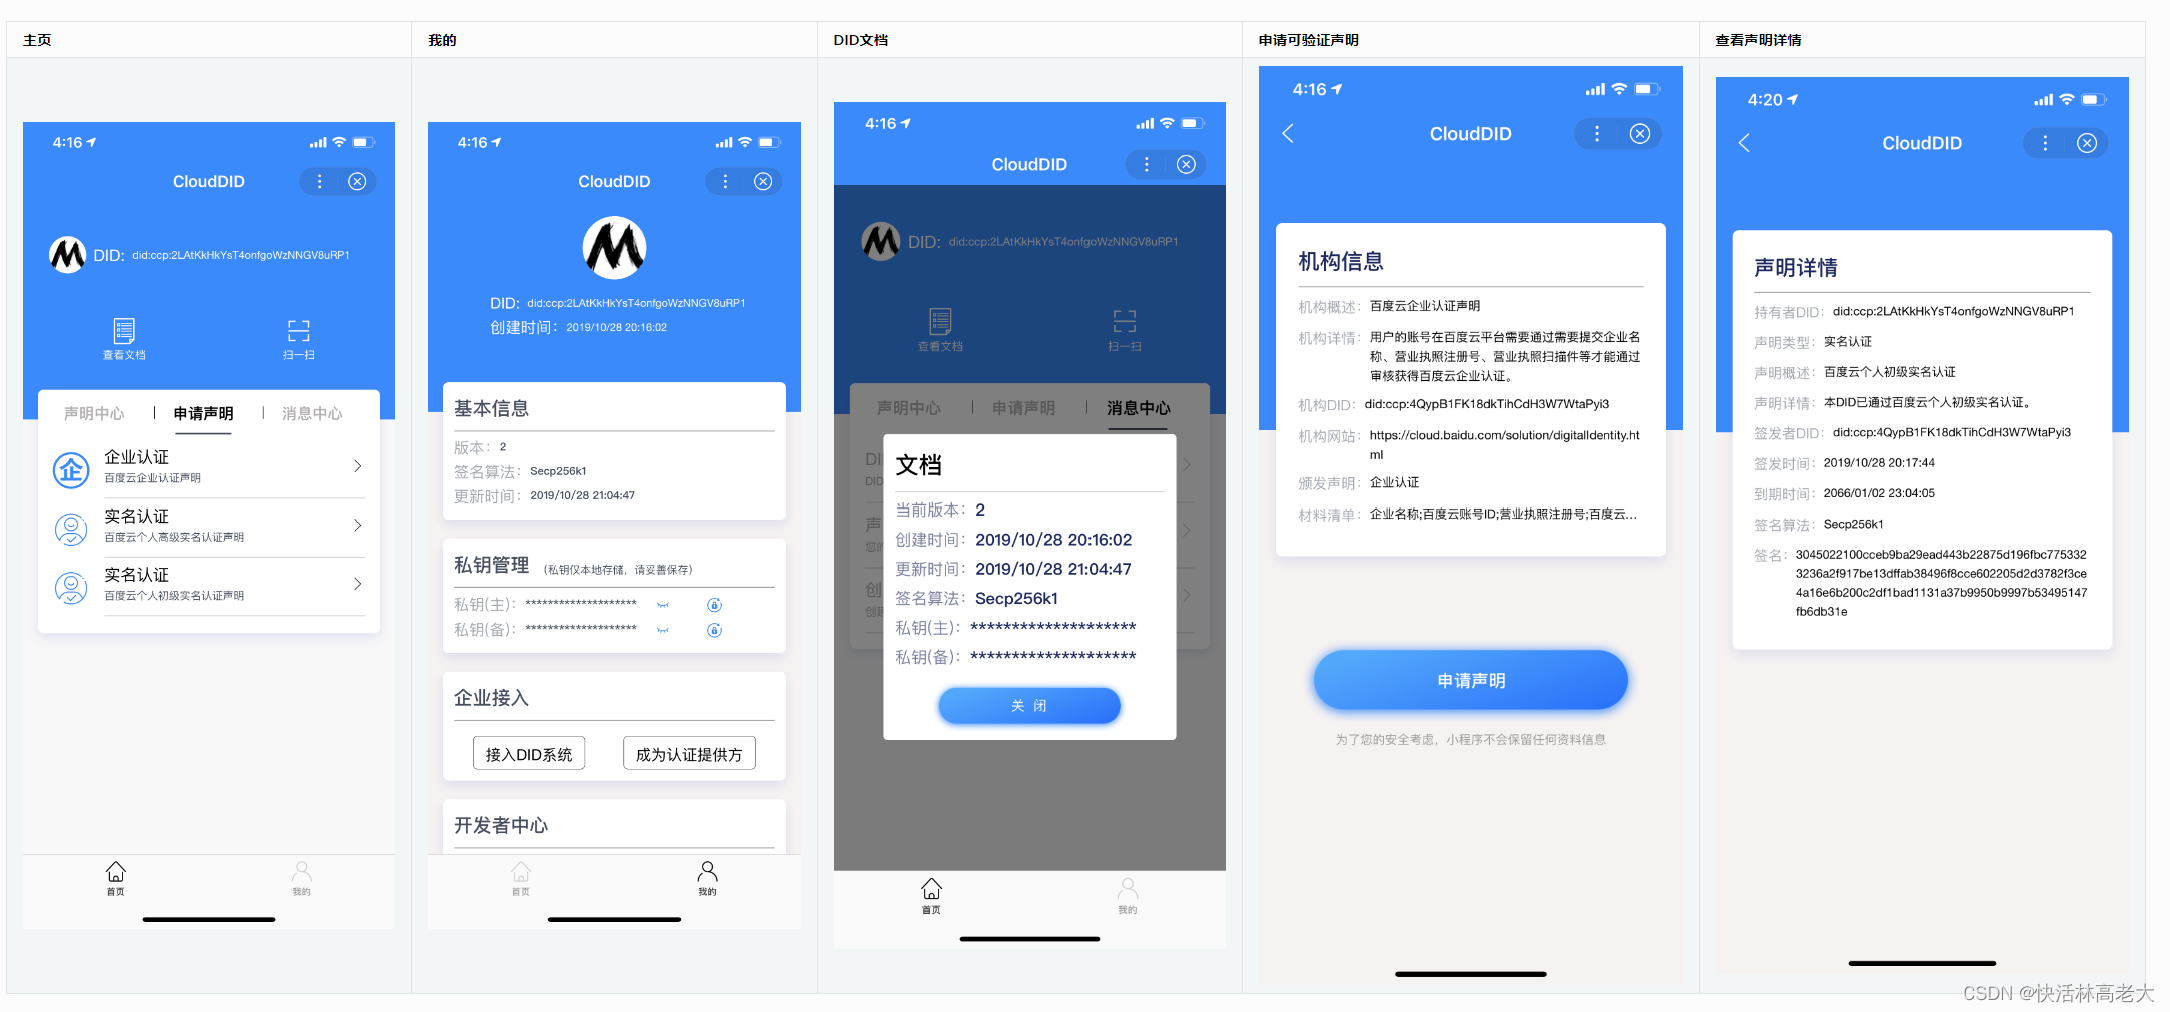 主页
我的
DID文档
申请可验证声明
查看声明详情
4:16
CloudDID
DID: did:ccp:2LAtKkHkYsT4onfgoWzNNGV8uRP1
查看文档
扫一扫
声明中心
申请声明
消息中心
企
企业认证
百度云企业认证声明
实名认证
百度云个人高级实名认证声明
实名认证
百度云个人初级实名认证声明
首页
我的
4:16
CloudDID
DID: did:ccp:2LAtKkHkYsT4onfgoWzNNGV8uRP1
创建时间: 2019/10/28 20:16:02
基本信息
版本: 2
签名算法: Secp256k1
更新时间: 2019/10/28 21:04:47
私钥管理 (私钥仅本地存储，请妥善保存)
私钥(主): ********************
私钥(备): ********************
企业接入
接入DID系统
成为认证提供方
开发者中心
首页
我的
4:16
CloudDID
DID: did:ccp:2LAtKkHkYsT4onfgoWzNNGV8uRP1
查看文档
扫一扫
声明中心
申请声明
消息中心
文档
当前版本: 2
创建时间: 2019/10/28 20:16:02
更新时间: 2019/10/28 21:04:47
签名算法: Secp256k1
私钥(主): ********************
私钥(备): ********************
关 闭
首页
我的
4:16
CloudDID
机构信息
机构概述: 百度云企业认证声明
机构详情: 用户的账号在百度云平台需要通过需要提交企业名
称、营业执照注册号、营业执照扫描件等才能通过
审核获得百度云企业认证。
机构DID: did:ccp:4QypB1FK18dkTihCdH3W7WtaPyi3
机构网站: https://cloud.baidu.com/solution/digitalIdentity.ht
ml
颁发声明: 企业认证
材料清单: 企业名称;百度云账号ID;营业执照注册号;百度云...
申请声明
为了您的安全考虑，小程序不会保留任何资料信息
4:20
CloudDID
声明详情
持有者DID: did:ccp:2LAtKkHkYsT4onfgoWzNNGV8uRP1
声明类型: 实名认证
声明概述: 百度云个人初级实名认证
声明详情: 本DID已通过百度云个人初级实名认证。
签发者DID: did:ccp:4QypB1FK18dkTihCdH3W7WtaPyi3
签发时间: 2019/10/28 20:17:44
到期时间: 2066/01/02 23:04:05
签名算法: Secp256k1
签名: 3045022100cceb9ba29ead443b22875d196fbc775332
3236a2f917be13dffab38496f8cce602205d2d3782f3ce
4a16e6b200c2df1bad1131a37b9950b9997b53495147
fb6db31e
CSDN @快活林高老大